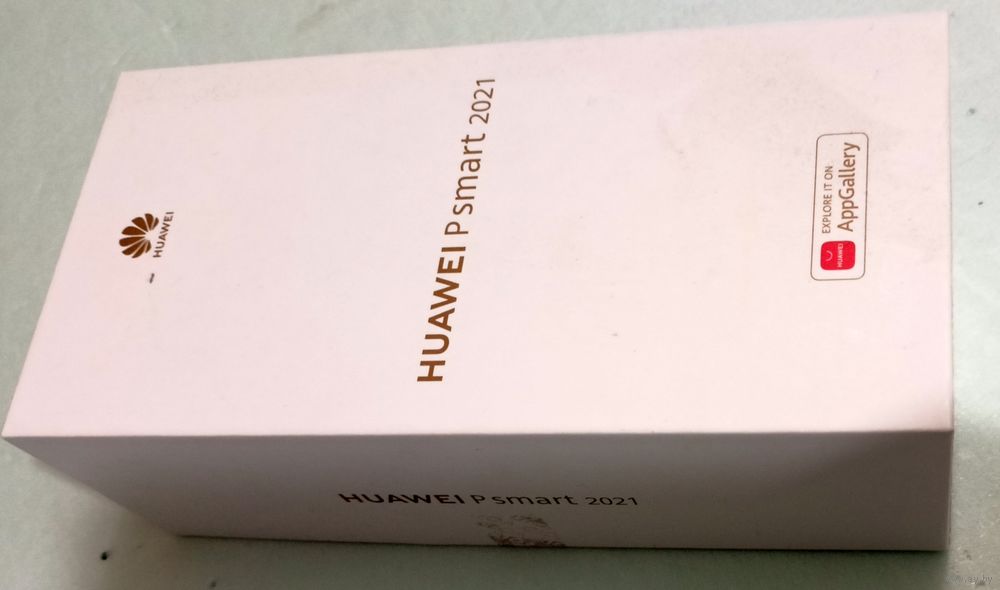 HUAWEI
HUAWEI P smart 2021
EXPLORE IT ON
AppGallery
HUAWEI
HUAWEI P smart 2021